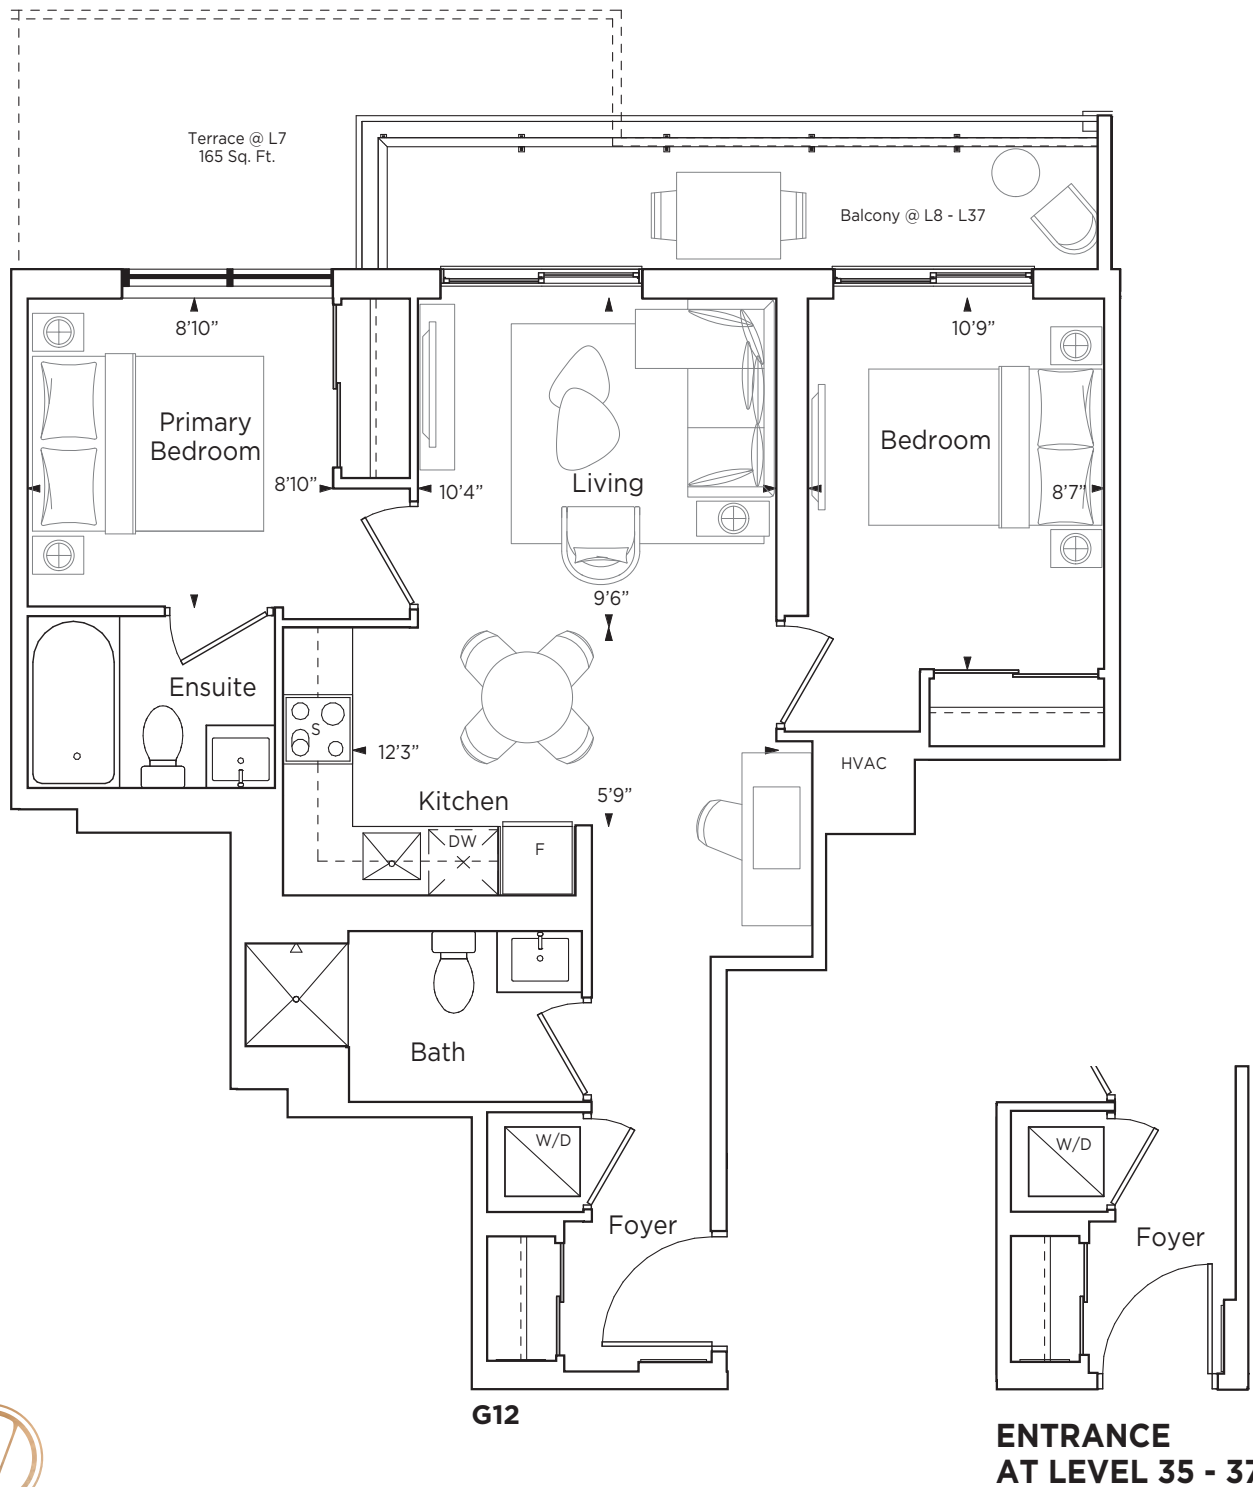 Terrace @ L7
165 Sq. Ft.
Balcony @ L8 - L37
8'10”
10'9”
Primary
Bedroom
Bedroom
8'10”
10'4”
Living
8'7”
9'6”
Ensuite
S
12'3”
HVAC
Kitchen
5'9”
DW
F
Bath
W/D
W/D
Foyer
Foyer
G12
ENTRANCE
AT LEVEL 35 - 37